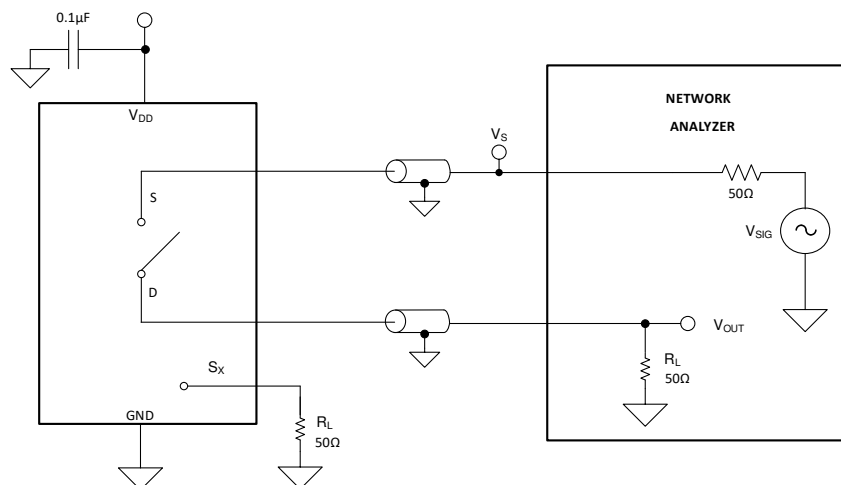 0.1µF
VDD
NETWORK
ANALYZER
VS
S
50Ω
VSIG
D
VOUT
SX
RL
50Ω
GND
RL
50Ω